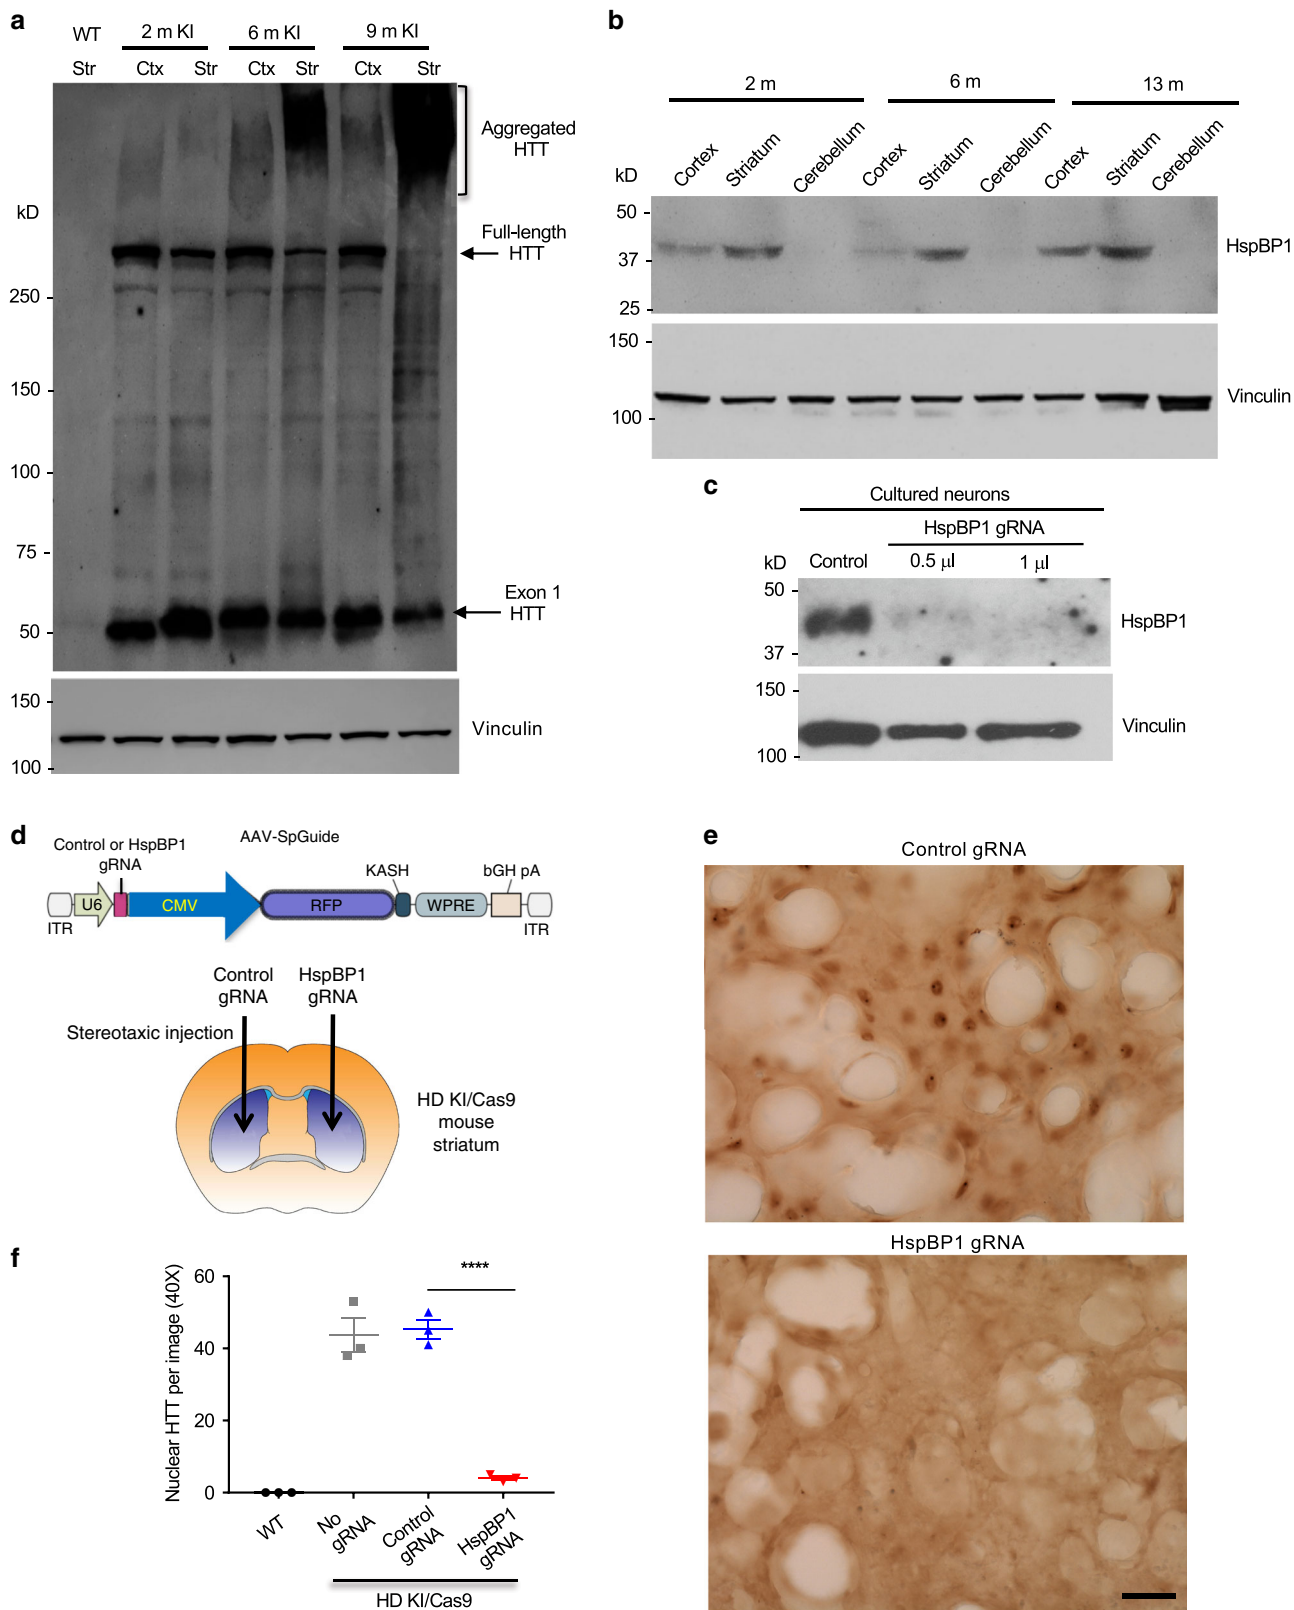 a
WT
2 m KI
6 m KI
9 m KI
Str
Ctx
Str
Ctx
Str
Ctx
Str
Aggregated
HTT
kD
Full-length
HTT
250
150
100
75
Exon 1
HTT
50
150
Vinculin
100
b
2 m
6 m
13 m
Cortex
Striatum
Cerebellum
Cortex
Striatum
Cerebellum
Cortex
Striatum
Cerebellum
kD
50
HspBP1
37
25
150
Vinculin
100
c
Cultured neurons
HspBP1 gRNA
kD
Control
0.5 µl
1 µl
50
HspBP1
37
150
Vinculin
100
d
AAV-SpGuide
Control or HspBP1
gRNA
KASH
bGH pA
U6
CMV
RFP
WPRE
ITR
ITR
Control
gRNA
HspBP1
gRNA
Stereotaxic injection
HD KI/Cas9
mouse
striatum
e
Control gRNA
HspBP1 gRNA
f
Nuclear HTT per image (40X)
60
40
20
0
****
WT
No
gRNA
Control
gRNA
HspBP1
gRNA
HD KI/Cas9